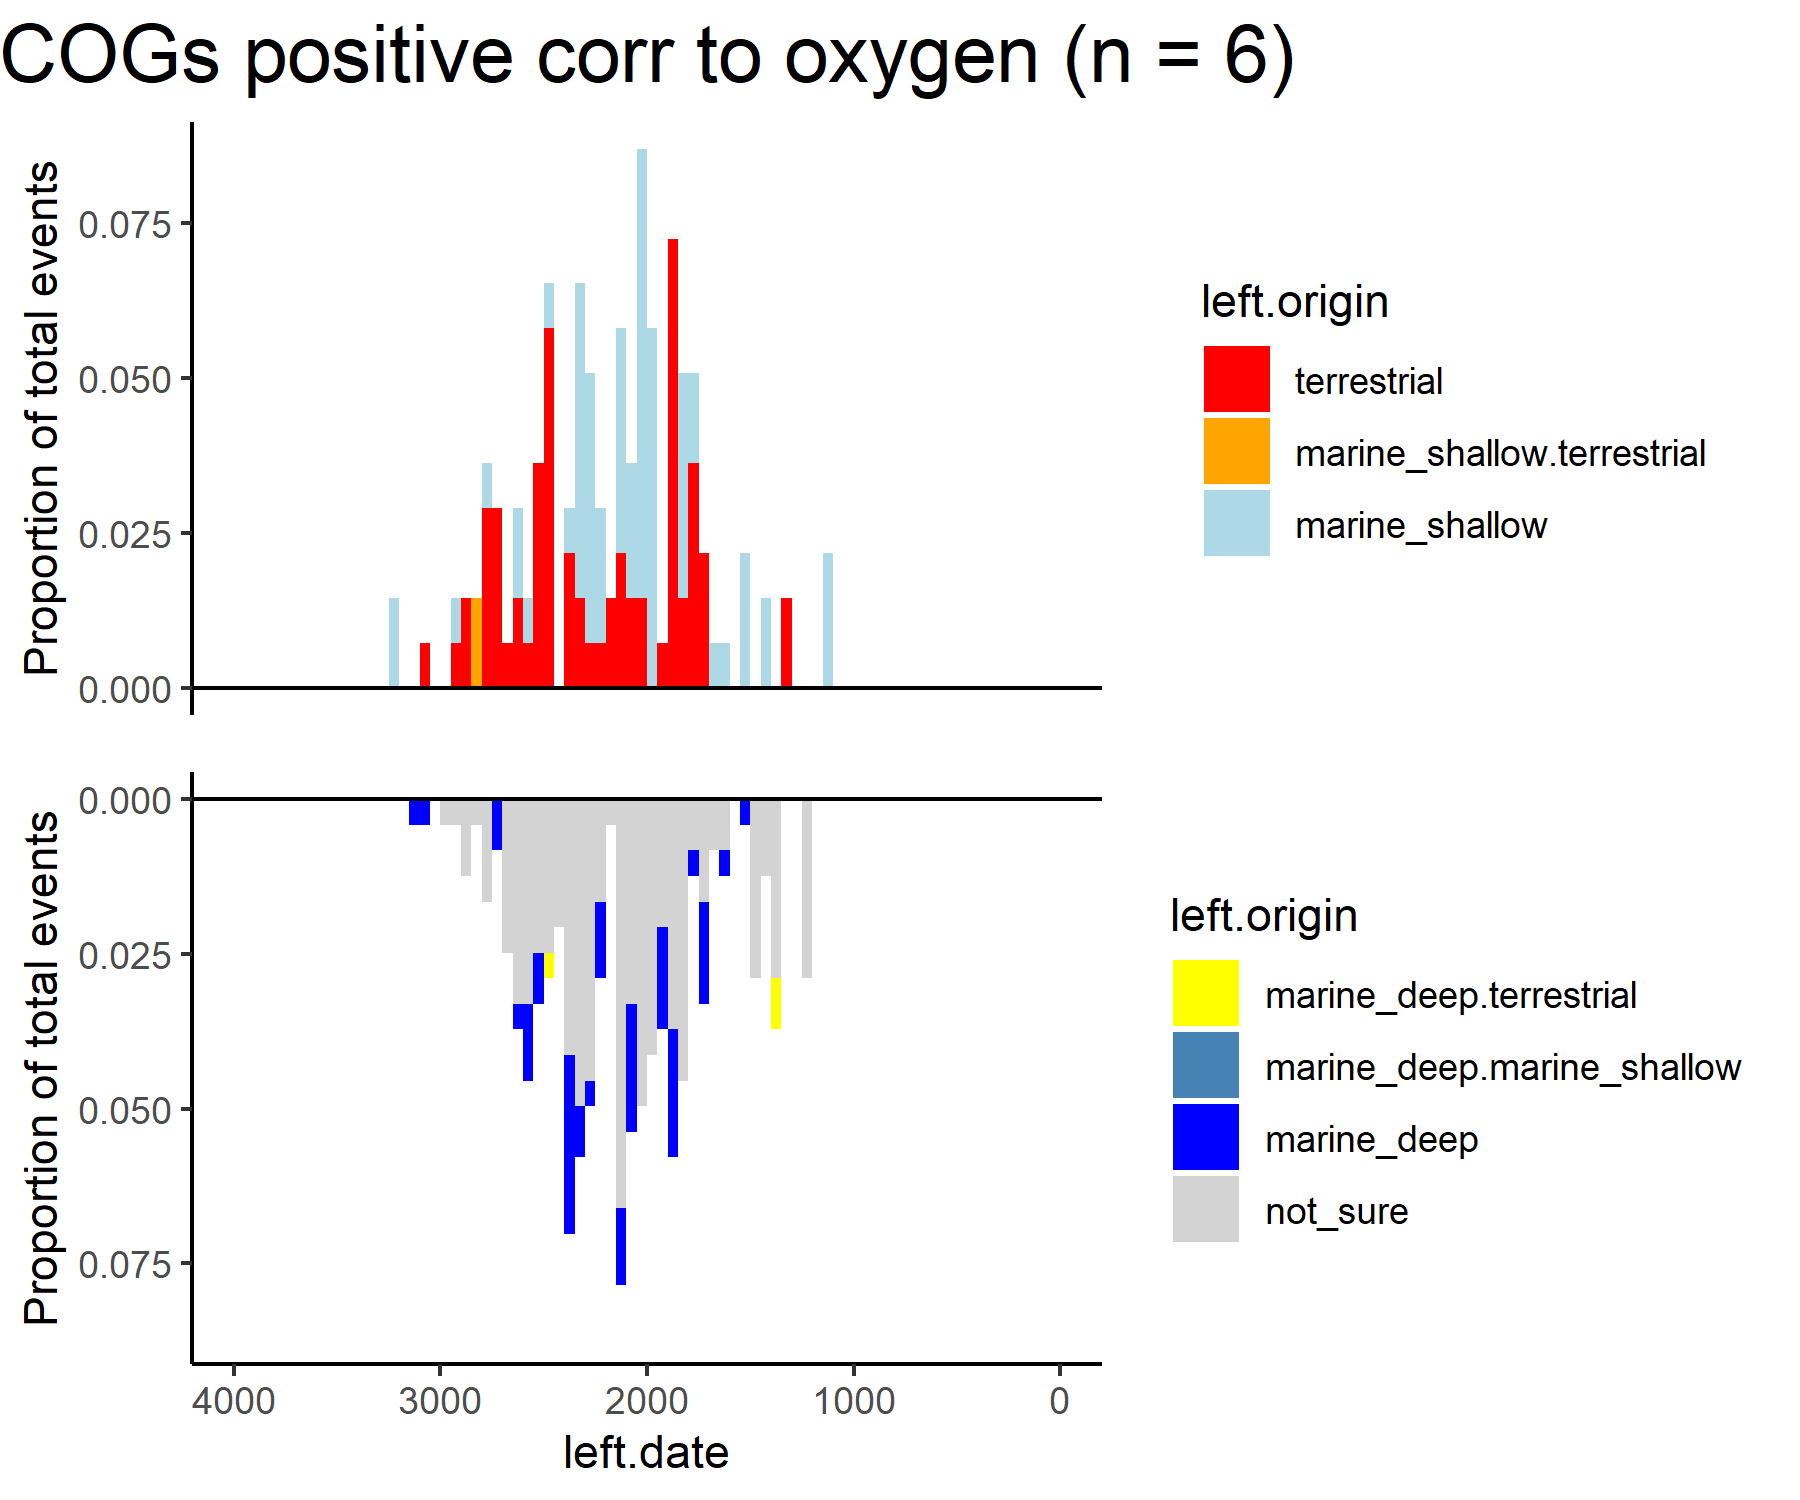 COGs positive corr to oxygen (n = 6)
Proportion of total events
0.075
0.050
0.025
0.000
left.origin
terrestrial
marine_shallow.terrestrial
marine_shallow
Proportion of total events
0.000
0.025
0.050
0.075
left.origin
marine_deep.terrestrial
marine_deep.marine_shallow
marine_deep
not_sure
4000 3000 2000 1000 0
left.date